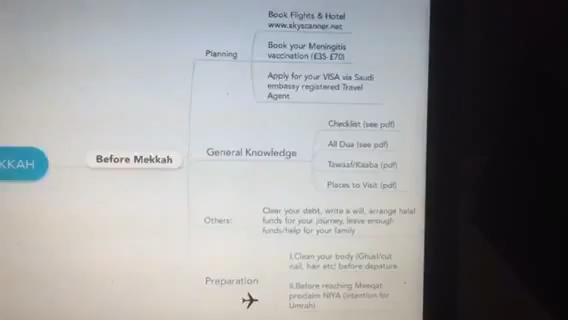 Book Flights & Hotel
www.skyscanner.net
Planning
Book your Meningitis
vaccination (£35-£70)
Apply for your VISA via Saudi
embassy registered Travel
Agent
KKAH
Before Mekkah
General Knowledge
Checklist (see pdf)
All Dua (see pdf)
Tawaaf/Kaaba (pdf)
Places to Visit (pdf)
Others:
Clear your debt, write a will, arrange halal
funds for your journey, leave enough
funds/help for your family
Preparation
I.Clean your body (Ghusl/cut
nail, hair etc) before depature
II.Before reaching Meeqat
proclaim NIYA (intention for
Umrah)